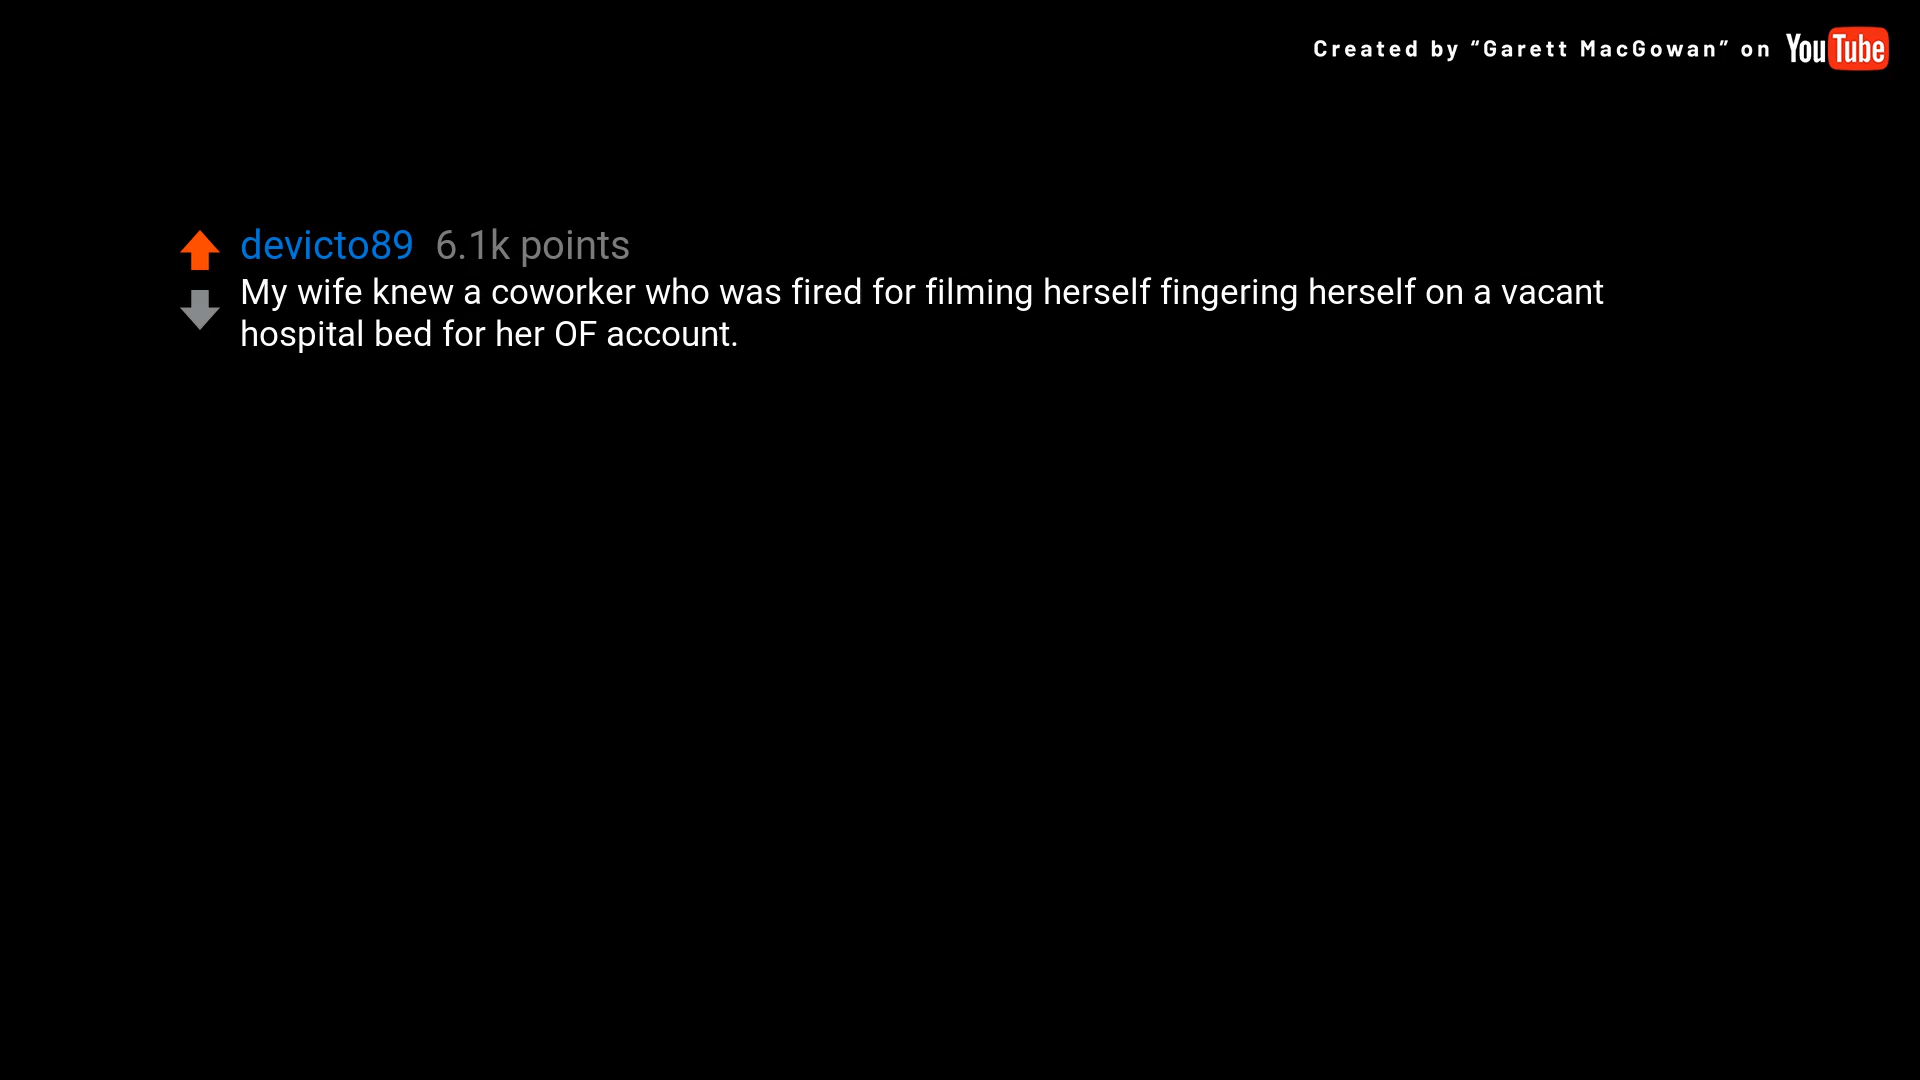 Created by “Garett MacGowan” on YouTube
devicto89 6.1k points
My wife knew a coworker who was fired for filming herself fingering herself on a vacant
hospital bed for her OF account.